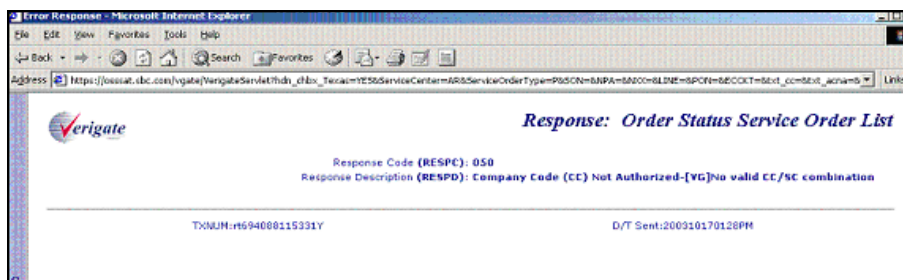 Error Response - Microsoft Internet Explorer
File Edit View Favorites Tools Help
Back Search Favorites
Address https://osssat.sbc.com/vgate/VerigateServlet?hdn_chbx_Texas=YES&ServiceCenter=AR&ServiceOrderType=P&SON=&NPA=&NXX=&LINE=&PON=&ECCKT=&txt_cc=&txt_acna=& Links
Verigate
Response: Order Status Service Order List
Response Code (RESPC): 050
Response Description (RESPD): Company Code (CC) Not Authorized-[VG]No valid CC/SC combination
TXNUM:rt694088115331Y D/T Sent:200310170128PM